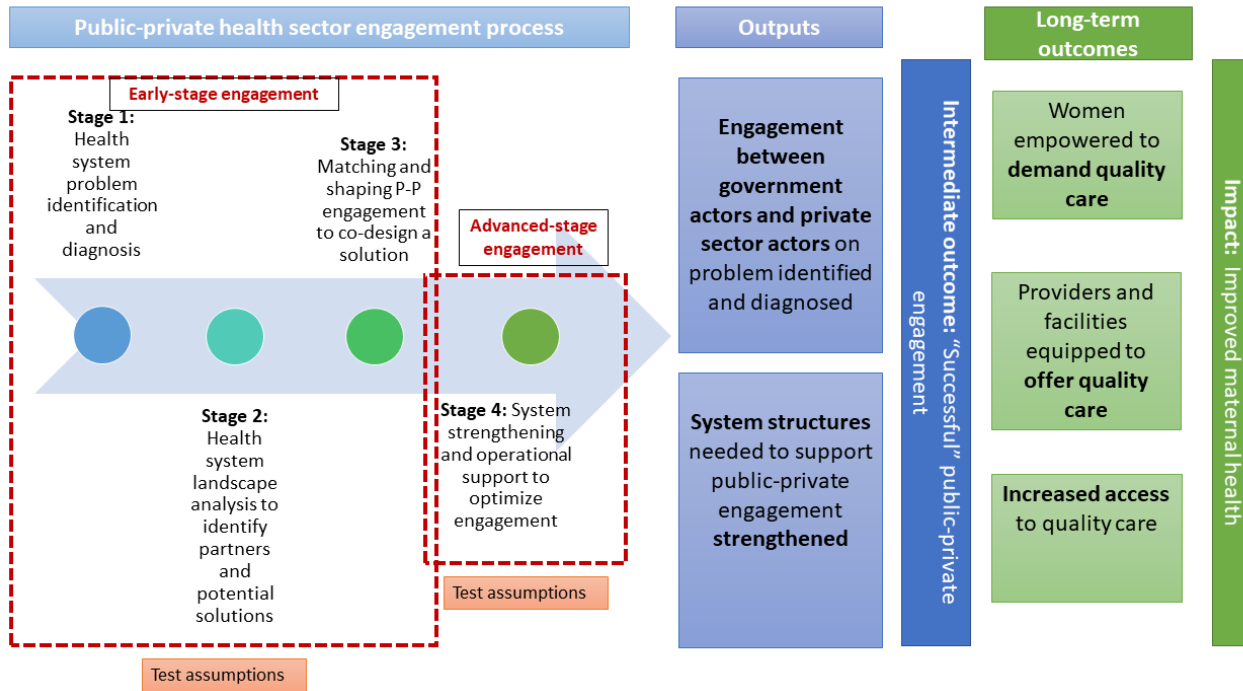 Public-private health sector engagement process
Early-stage engagement
Stage 1:
Health
system
problem
identification
and
diagnosis
Stage 2:
Health
system
landscape
analysis to
identify
partners
and
potential
solutions
Stage 3:
Matching and
shaping P-P
engagement
to co-design a
solution
Advanced-stage
engagement
Stage 4: System
strengthening
and operational
support to
optimize
engagement
Test assumptions
Test assumptions
Outputs
Engagement
between
government
actors and private
sector actors on
problem identified
and diagnosed
System structures
needed to support
public-private
engagement
strengthened
Intermediate outcome: “Successful” public-private
engagement
Long-term
outcomes
Women
empowered to
demand quality
care
Providers and
facilities
equipped to
offer quality
care
Increased access
to quality care
Impact: Improved maternal health